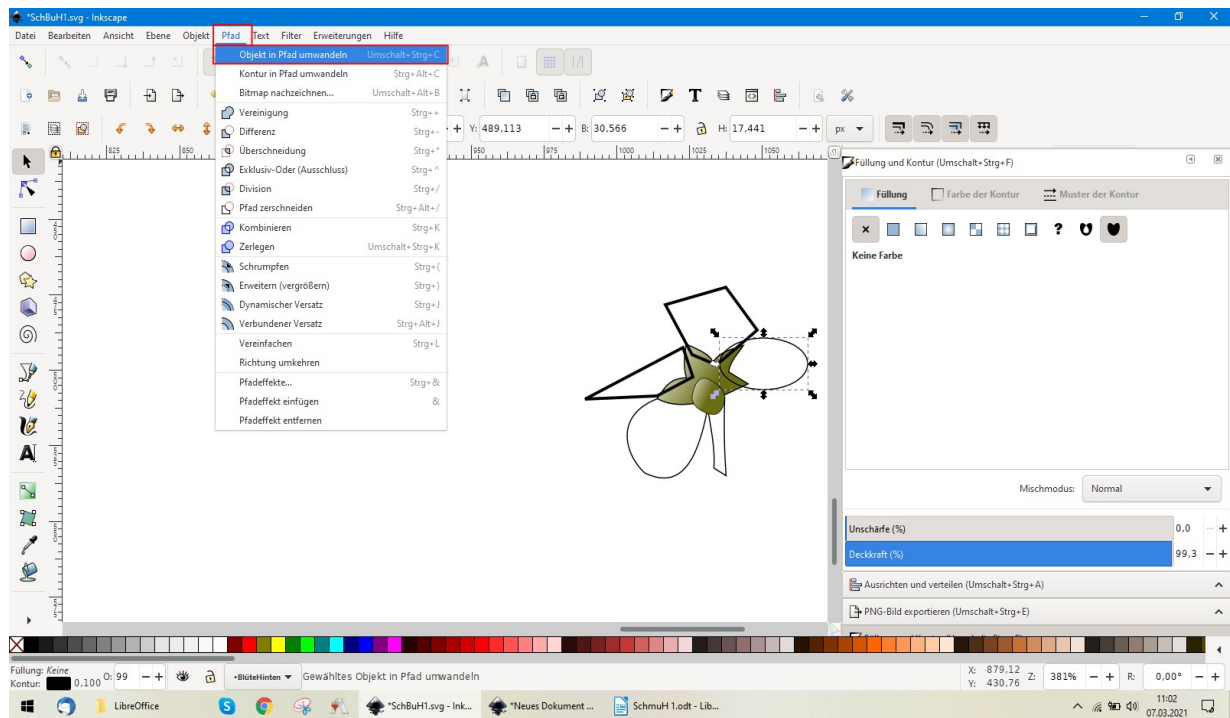 *SchBuH1.svg - Inkscape
Datei Bearbeiten Ansicht Ebene Objekt Pfad Text Filter Erweiterungen Hilfe
Objekt in Pfad umwandeln Umschalt+Strg+C
Kontur in Pfad umwandeln Strg+Alt+C
Bitmap nachzeichnen... Umschalt+Alt+B
Vereinigung Strg++
Differenz Strg+-
Überschneidung Strg+*
Exklusiv-Oder (Ausschluss) Strg+^
Division Strg+/
Pfad zerschneiden Strg+Alt+/
Kombinieren Strg+K
Zerlegen Umschalt+Strg+K
Schrumpfen Strg+(
Erweitern (vergrößern) Strg+)
Dynamischer Versatz Strg+J
Verbundener Versatz Strg+Alt+J
Vereinfachen Strg+L
Richtung umkehren
Pfadeffekte... Strg+&
Pfadeffekt einfügen &
Pfadeffekt entfernen
Y: 489,113 − + B: 30,566 − + H: 17,441 − + px
825 850 950 975 1000 1025 1050
Füllung und Kontur (Umschalt+Strg+F)
Füllung Farbe der Kontur Muster der Kontur
Keine Farbe
Mischmodus: Normal
Unschärfe (%) 0,0 − +
Deckkraft (%) 99,3 − +
Ausrichten und verteilen (Umschalt+Strg+A)
PNG-Bild exportieren (Umschalt+Strg+E)
Füllung: Keine
Kontur: 0,100 O: 99 − + •BlüteHinten Gewähltes Objekt in Pfad umwandeln
X: 879,12
Y: 430,76 Z: 381% − + R: 0,00° − +
LibreOffice *SchBuH1.svg - Ink... *Neues Dokument ... SchmuH 1.odt - Lib...
11:02
07.03.2021